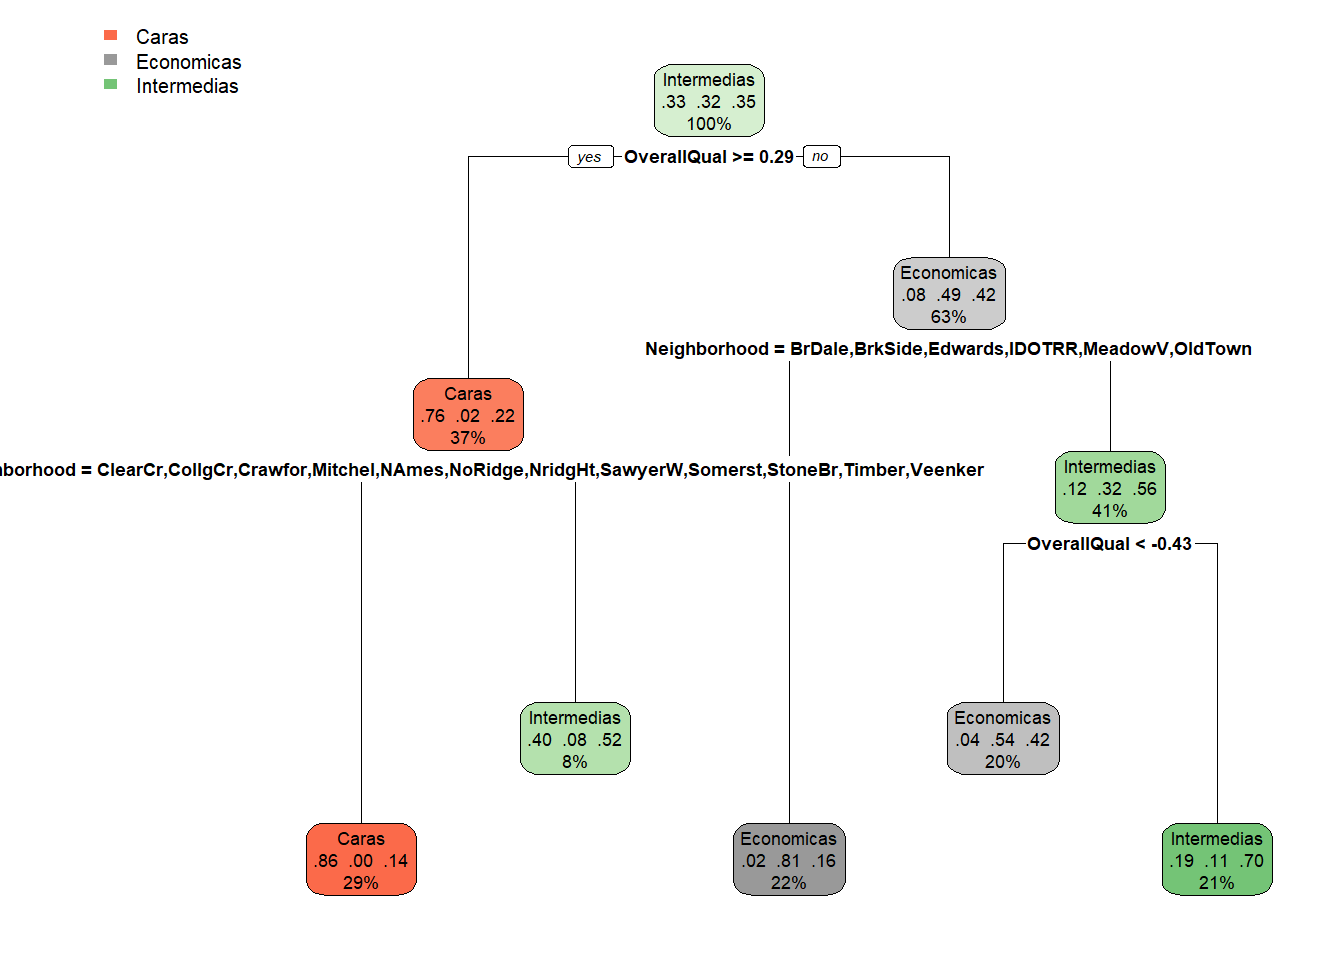 Caras
Economicas
Intermedias
Intermedias
.33 .32 .35
100%
yes OverallQual >= 0.29 no
Economicas
.08 .49 .42
63%
Neighborhood = BrDale,BrkSide,Edwards,IDOTRR,MeadowV,OldTown
Caras
.76 .02 .22
37%
borhood = ClearCr,CollgCr,Crawfor,Mitchel,NAmes,NoRidge,NridgHt,SawyerW,Somerst,StoneBr,Timber,Veenker
Intermedias
.12 .32 .56
41%
OverallQual < -0.43
Intermedias
.40 .08 .52
8%
Economicas
.04 .54 .42
20%
Caras
.86 .00 .14
29%
Economicas
.02 .81 .16
22%
Intermedias
.19 .11 .70
21%